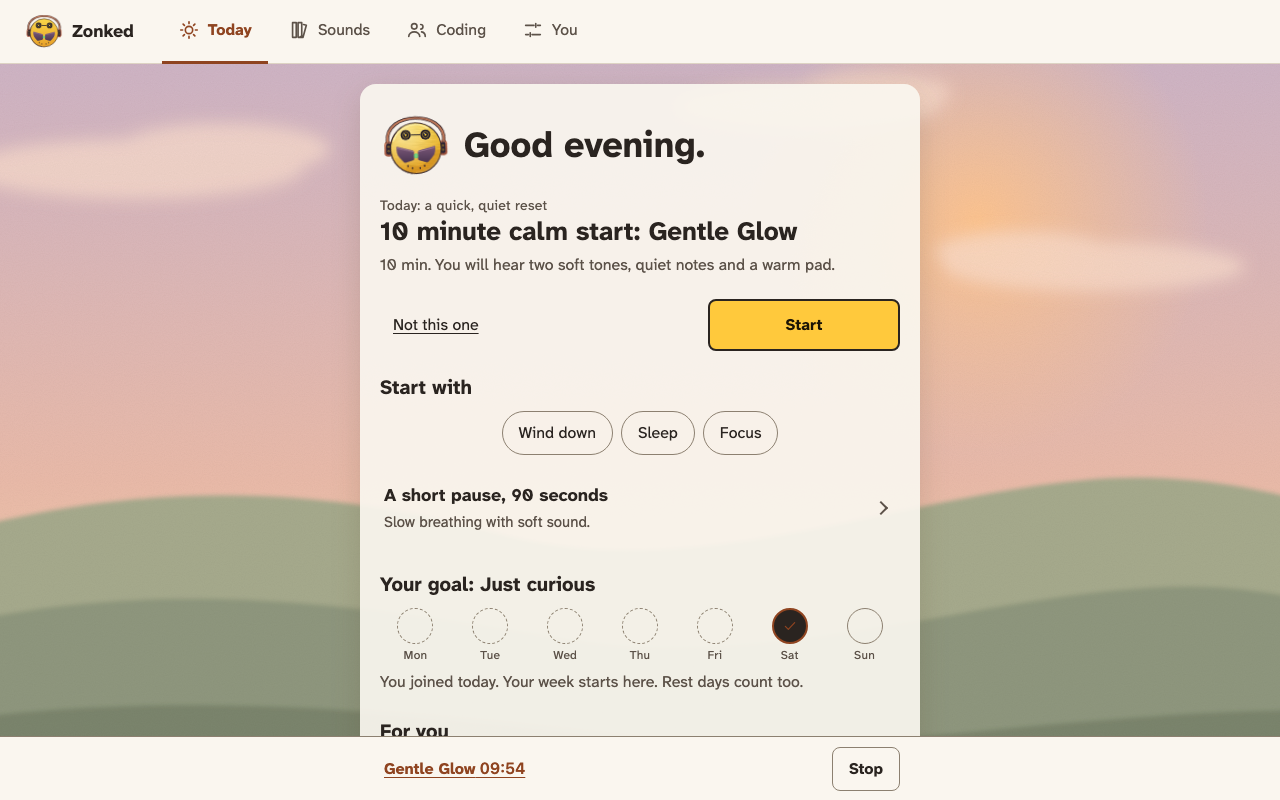 Zonked
Today
Sounds
Coding
You
Good evening.
Today: a quick, quiet reset
10 minute calm start: Gentle Glow
10 min. You will hear two soft tones, quiet notes and a warm pad.
Not this one
Start
Start with
Wind down
Sleep
Focus
A short pause, 90 seconds
Slow breathing with soft sound.
Your goal: Just curious
Mon
Tue
Wed
Thu
Fri
Sat
Sun
You joined today. Your week starts here. Rest days count too.
For you
Gentle Glow 09:54
Stop